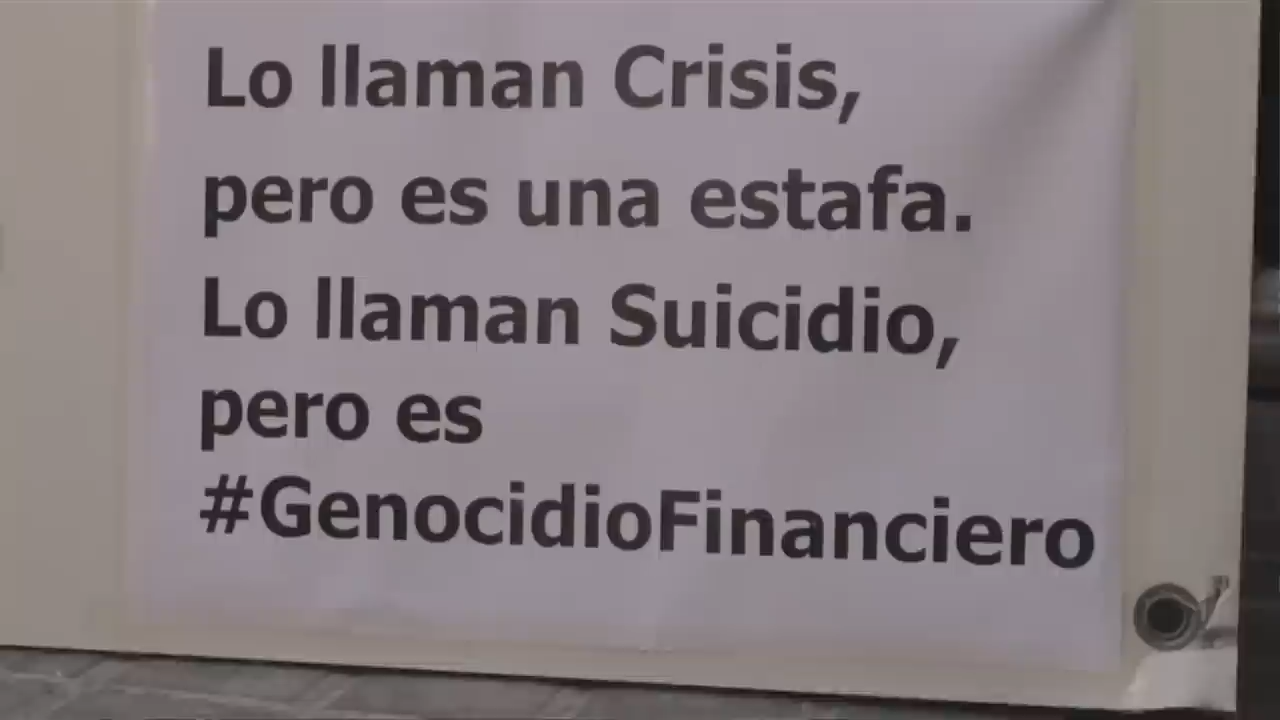 Lo llaman Crisis,
pero es una estafa.
Lo llaman Suicidio,
pero es
#GenocidioFinanciero